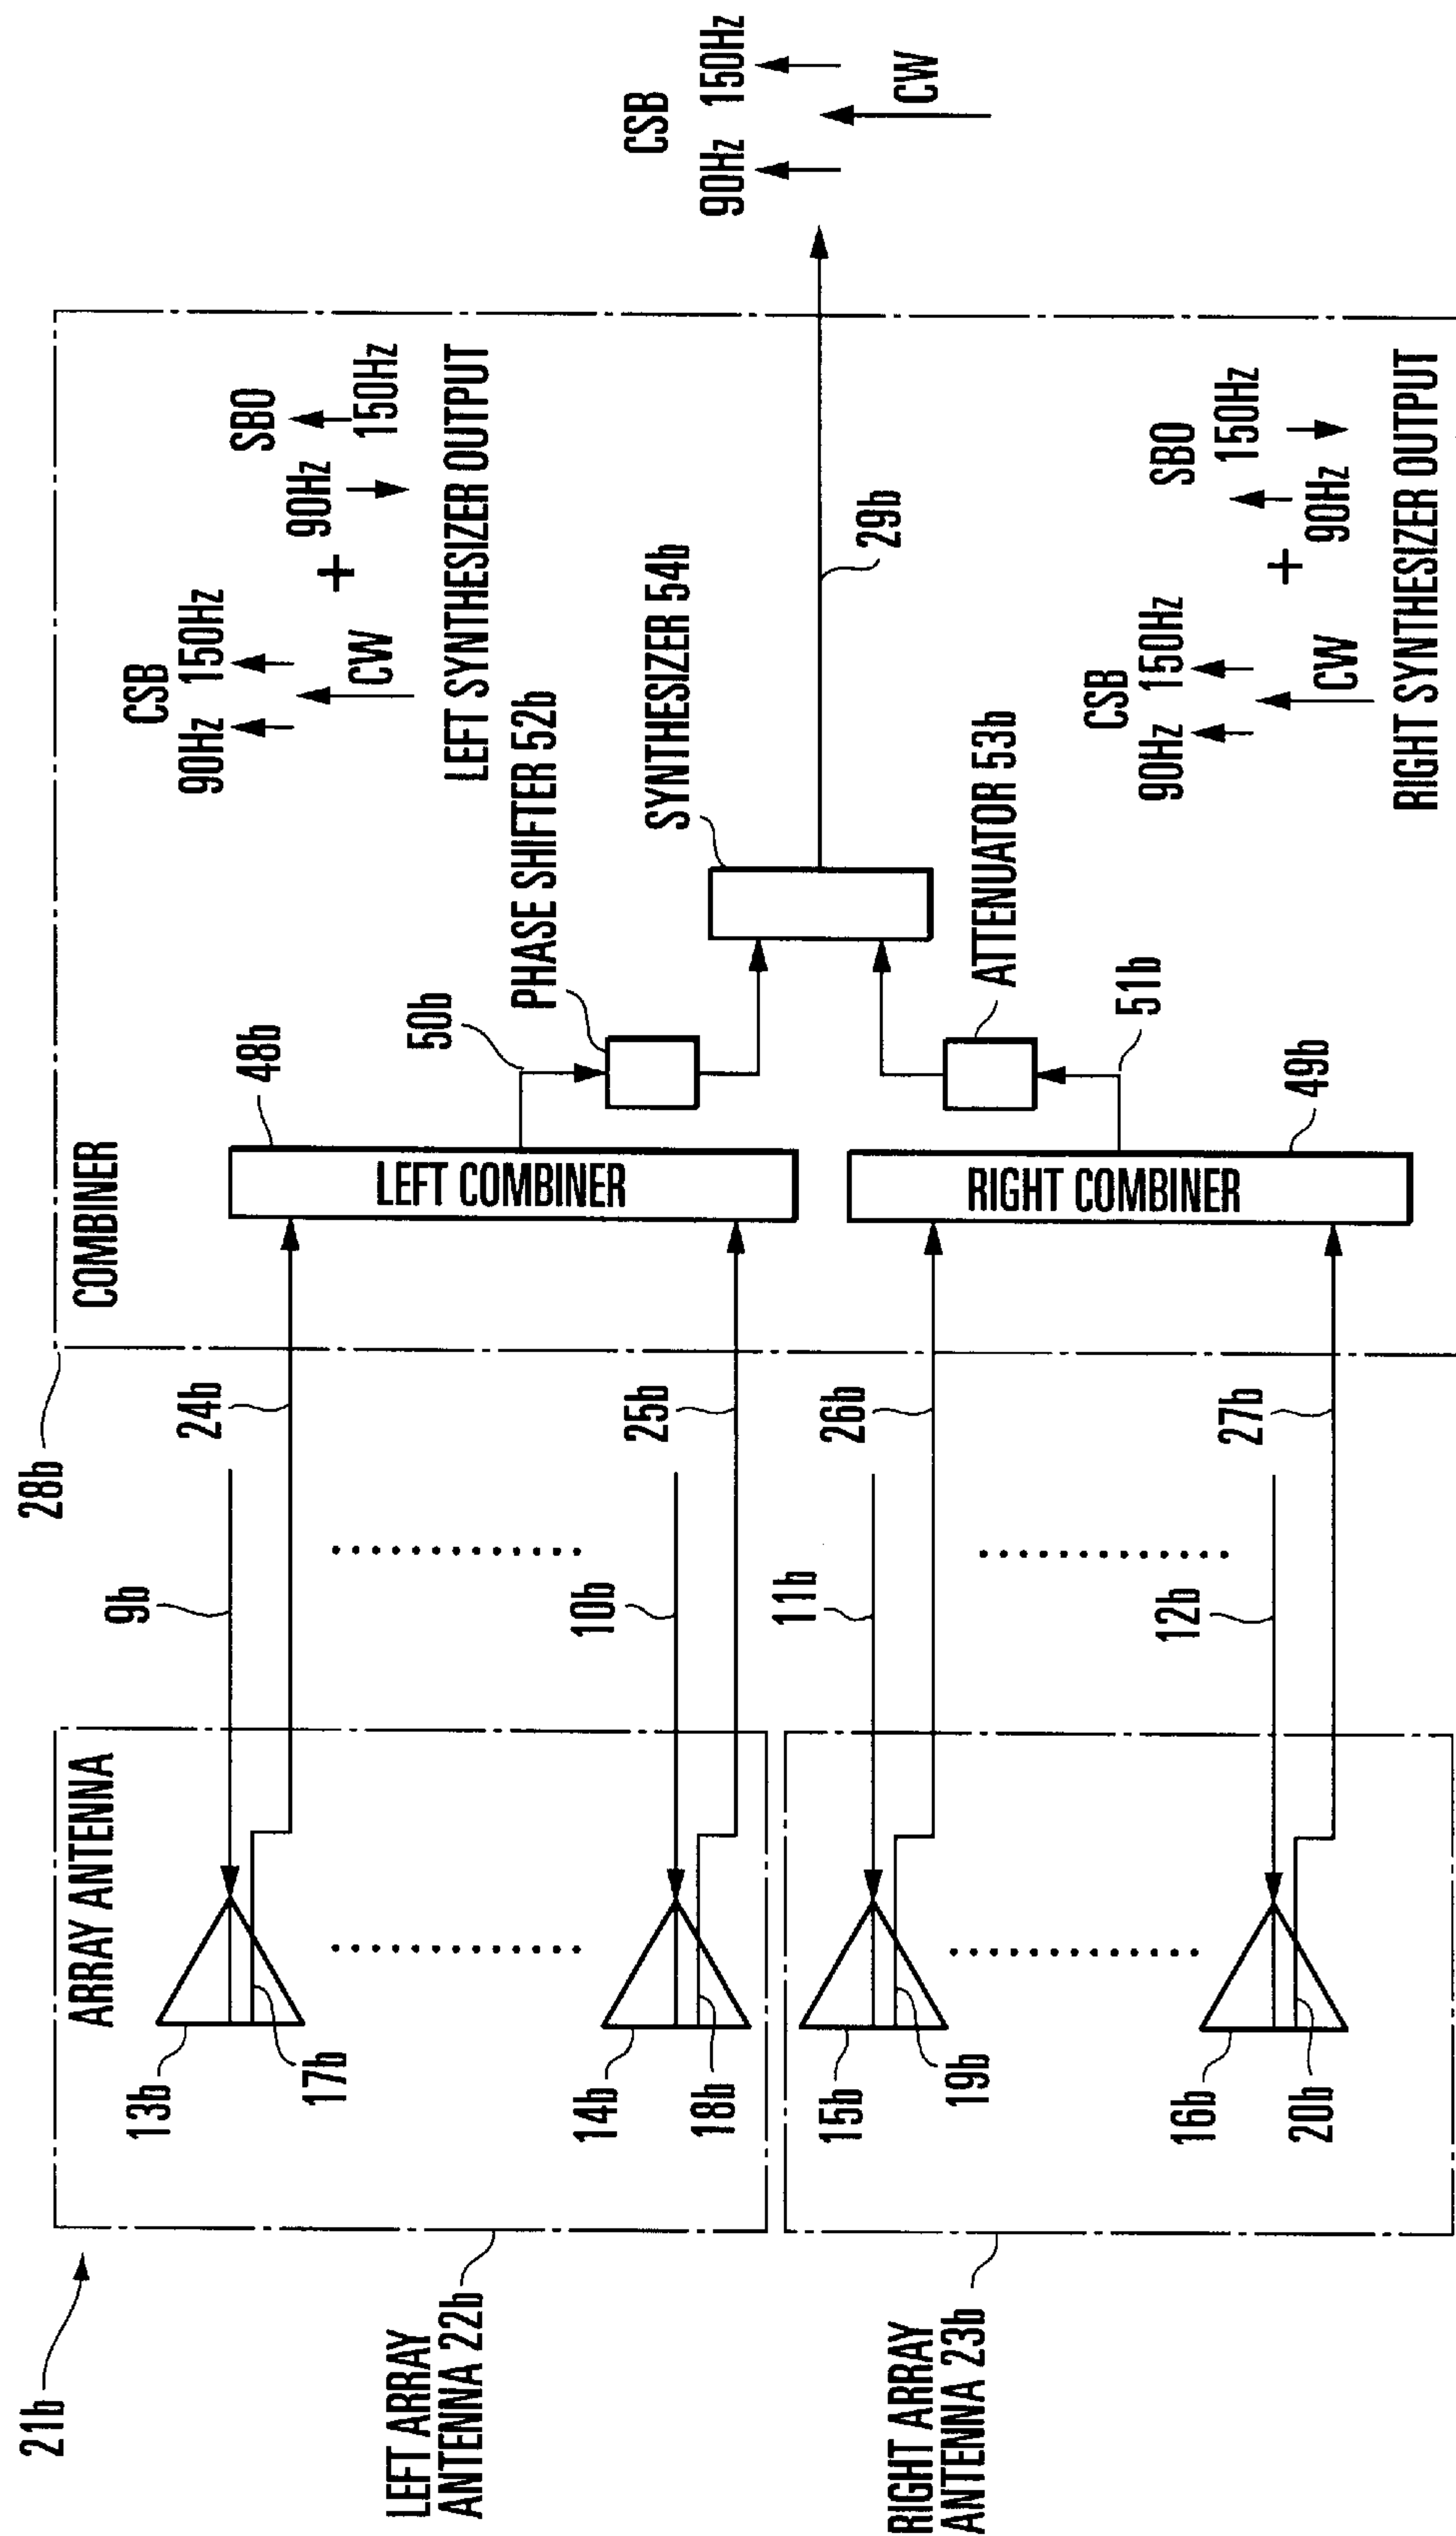 21b
ARRAY ANTENNA
13b
17b
14b
18b
15b
19b
16b
20b
LEFT ARRAY
ANTENNA 22b
RIGHT ARRAY
ANTENNA 23b
9b
10b
11b
12b
24b
25b
26b
27b
28b
COMBINER
LEFT COMBINER
48b
RIGHT COMBINER
49b
50b
51b
PHASE SHIFTER 52b
ATTENUATOR 53b
SYNTHESIZER 54b
29b
CSB
90Hz 150Hz
CW
+
SBO
90Hz
150Hz
LEFT SYNTHESIZER OUTPUT
CSB
90Hz 150Hz
CW
+
SBO
150Hz
90Hz
RIGHT SYNTHESIZER OUTPUT
CSB
90Hz 150Hz
CW